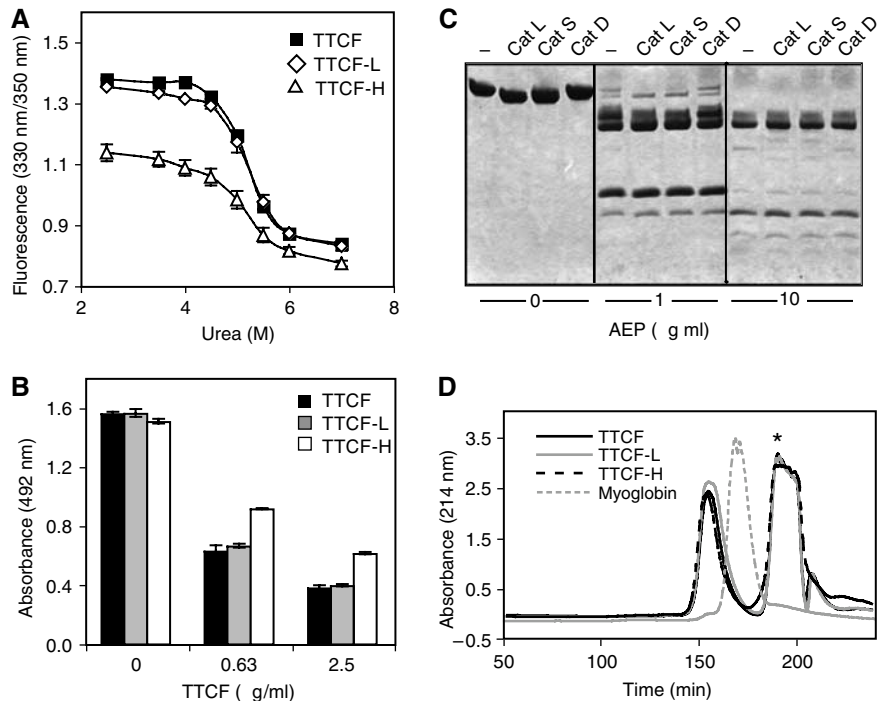 A
1.5
1.3
1.1
0.9
0.7
Fluorescence (330 nm/350 nm)
2 4 6 8
Urea (M)
TTCF
TTCF-L
TTCF-H
B
1.6
1.2
0.8
0.4
0.0
Absorbance (492 nm)
0 0.63 2.5
TTCF ( g/ml)
TTCF
TTCF-L
TTCF-H
C
– Cat L Cat S Cat D – Cat L Cat S Cat D – Cat L Cat S Cat D
0 1 10
AEP ( g ml)
D
3.5
2.5
1.5
0.5
–0.5
Absorbance (214 nm)
50 100 150 200
Time (min)
TTCF
TTCF-L
TTCF-H
Myoglobin
*